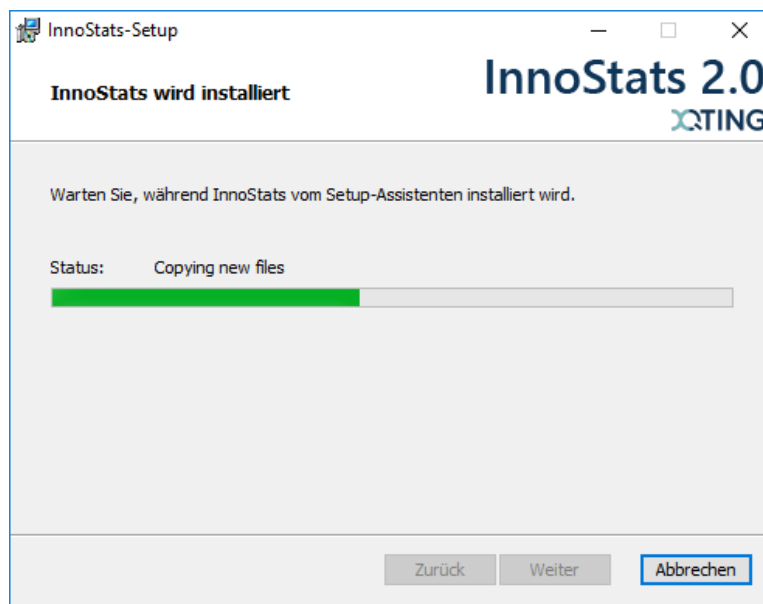 InnoStats-Setup
InnoStats wird installiert
InnoStats 2.0
XQTING
Warten Sie, während InnoStats vom Setup-Assistenten installiert wird.
Status: Copying new files
Zurück Weiter Abbrechen